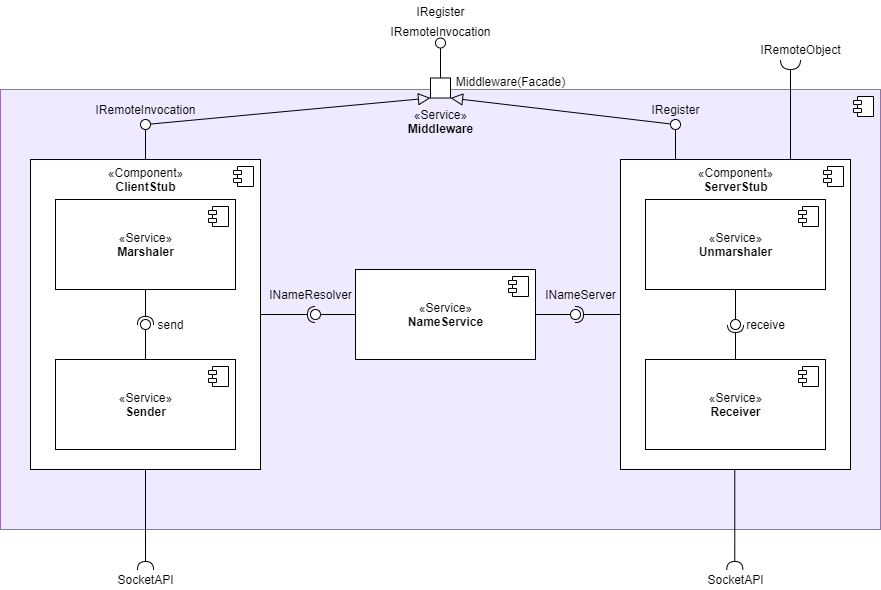 IRegister
IRemoteInvocation
IRemoteObject
Middleware(Facade)
IRemoteInvocation
IRegister
«Service»
Middleware
«Component»
ClientStub
«Component»
ServerStub
«Service»
Marshaler
«Service»
Unmarshaler
INameResolver
INameServer
«Service»
NameService
send
receive
«Service»
Sender
«Service»
Receiver
SocketAPI
SocketAPI